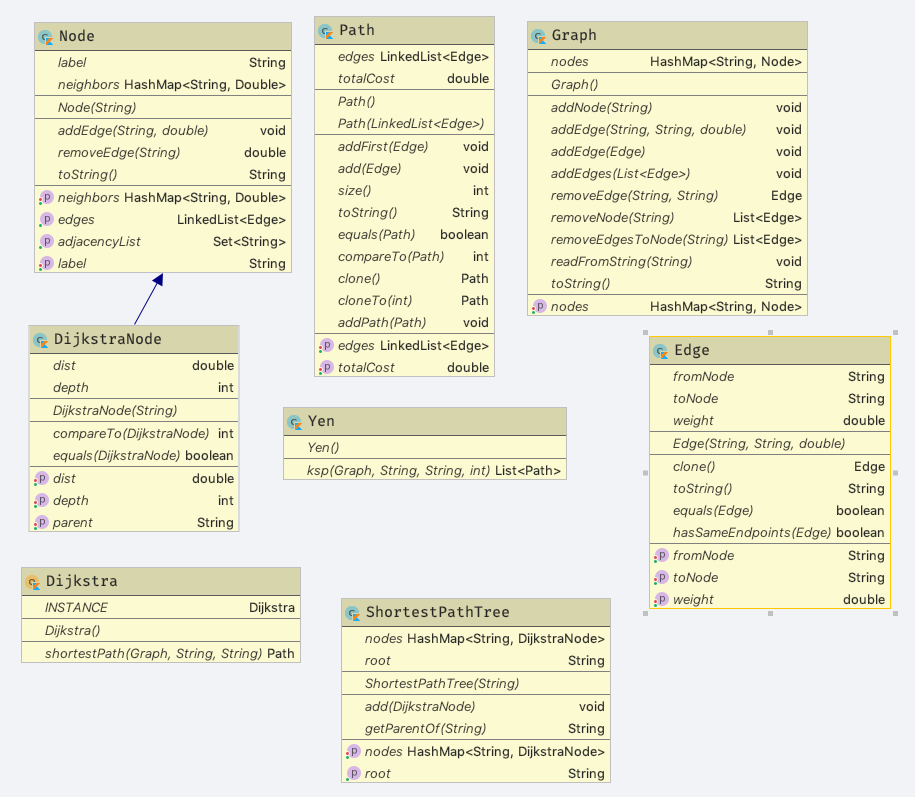 Node
label String
neighbors HashMap<String, Double>
Node(String)
addEdge(String, double) void
removeEdge(String) double
toString() String
p neighbors HashMap<String, Double>
p edges LinkedList<Edge>
p adjacencyList Set<String>
p label String
Path
edges LinkedList<Edge>
totalCost double
Path()
Path(LinkedList<Edge>)
addFirst(Edge) void
add(Edge) void
size() int
toString() String
equals(Path) boolean
compareTo(Path) int
clone() Path
cloneTo(int) Path
addPath(Path) void
p edges LinkedList<Edge>
p totalCost double
Graph
nodes HashMap<String, Node>
Graph()
addNode(String) void
addEdge(String, String, double) void
addEdge(Edge) void
addEdges(List<Edge>) void
removeEdge(String, String) Edge
removeNode(String) List<Edge>
removeEdgesToNode(String) List<Edge>
readFromString(String) void
toString() String
p nodes HashMap<String, Node>
DijkstraNode
dist double
depth int
DijkstraNode(String)
compareTo(DijkstraNode) int
equals(DijkstraNode) boolean
p dist double
p depth int
p parent String
Yen
Yen()
ksp(Graph, String, String, int) List<Path>
Edge
fromNode String
toNode String
weight double
Edge(String, String, double)
clone() Edge
toString() String
equals(Edge) boolean
hasSameEndpoints(Edge) boolean
p fromNode String
p toNode String
p weight double
Dijkstra
INSTANCE Dijkstra
Dijkstra()
shortestPath(Graph, String, String) Path
ShortestPathTree
nodes HashMap<String, DijkstraNode>
root String
ShortestPathTree(String)
add(DijkstraNode) void
getParentOf(String) String
p nodes HashMap<String, DijkstraNode>
p root String